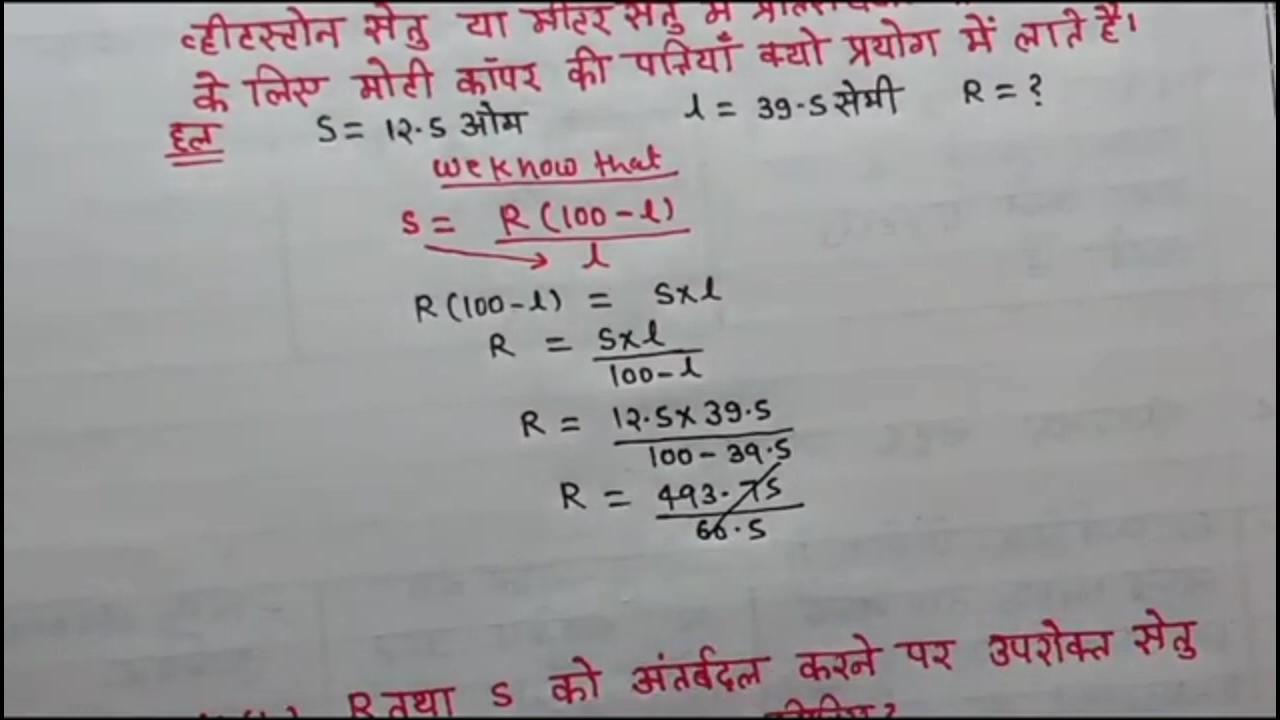 व्हीटस्टोन सेतु या मीटर सेतु में
के लिए मोटी कॉपर की पत्तियाँ क्यो प्रयोग में लाते है।
हल S = 12.5 ओम l = 39.5 सेमी R = ?
we know that
S = R(100-l)
l
R(100-l) = S×l
R = S×l
100-l
R = 12.5×39.5
100-39.5
R = 493.75
60.5
R तथा S को अंतर्बदल करने पर उपरोक्त सेतु